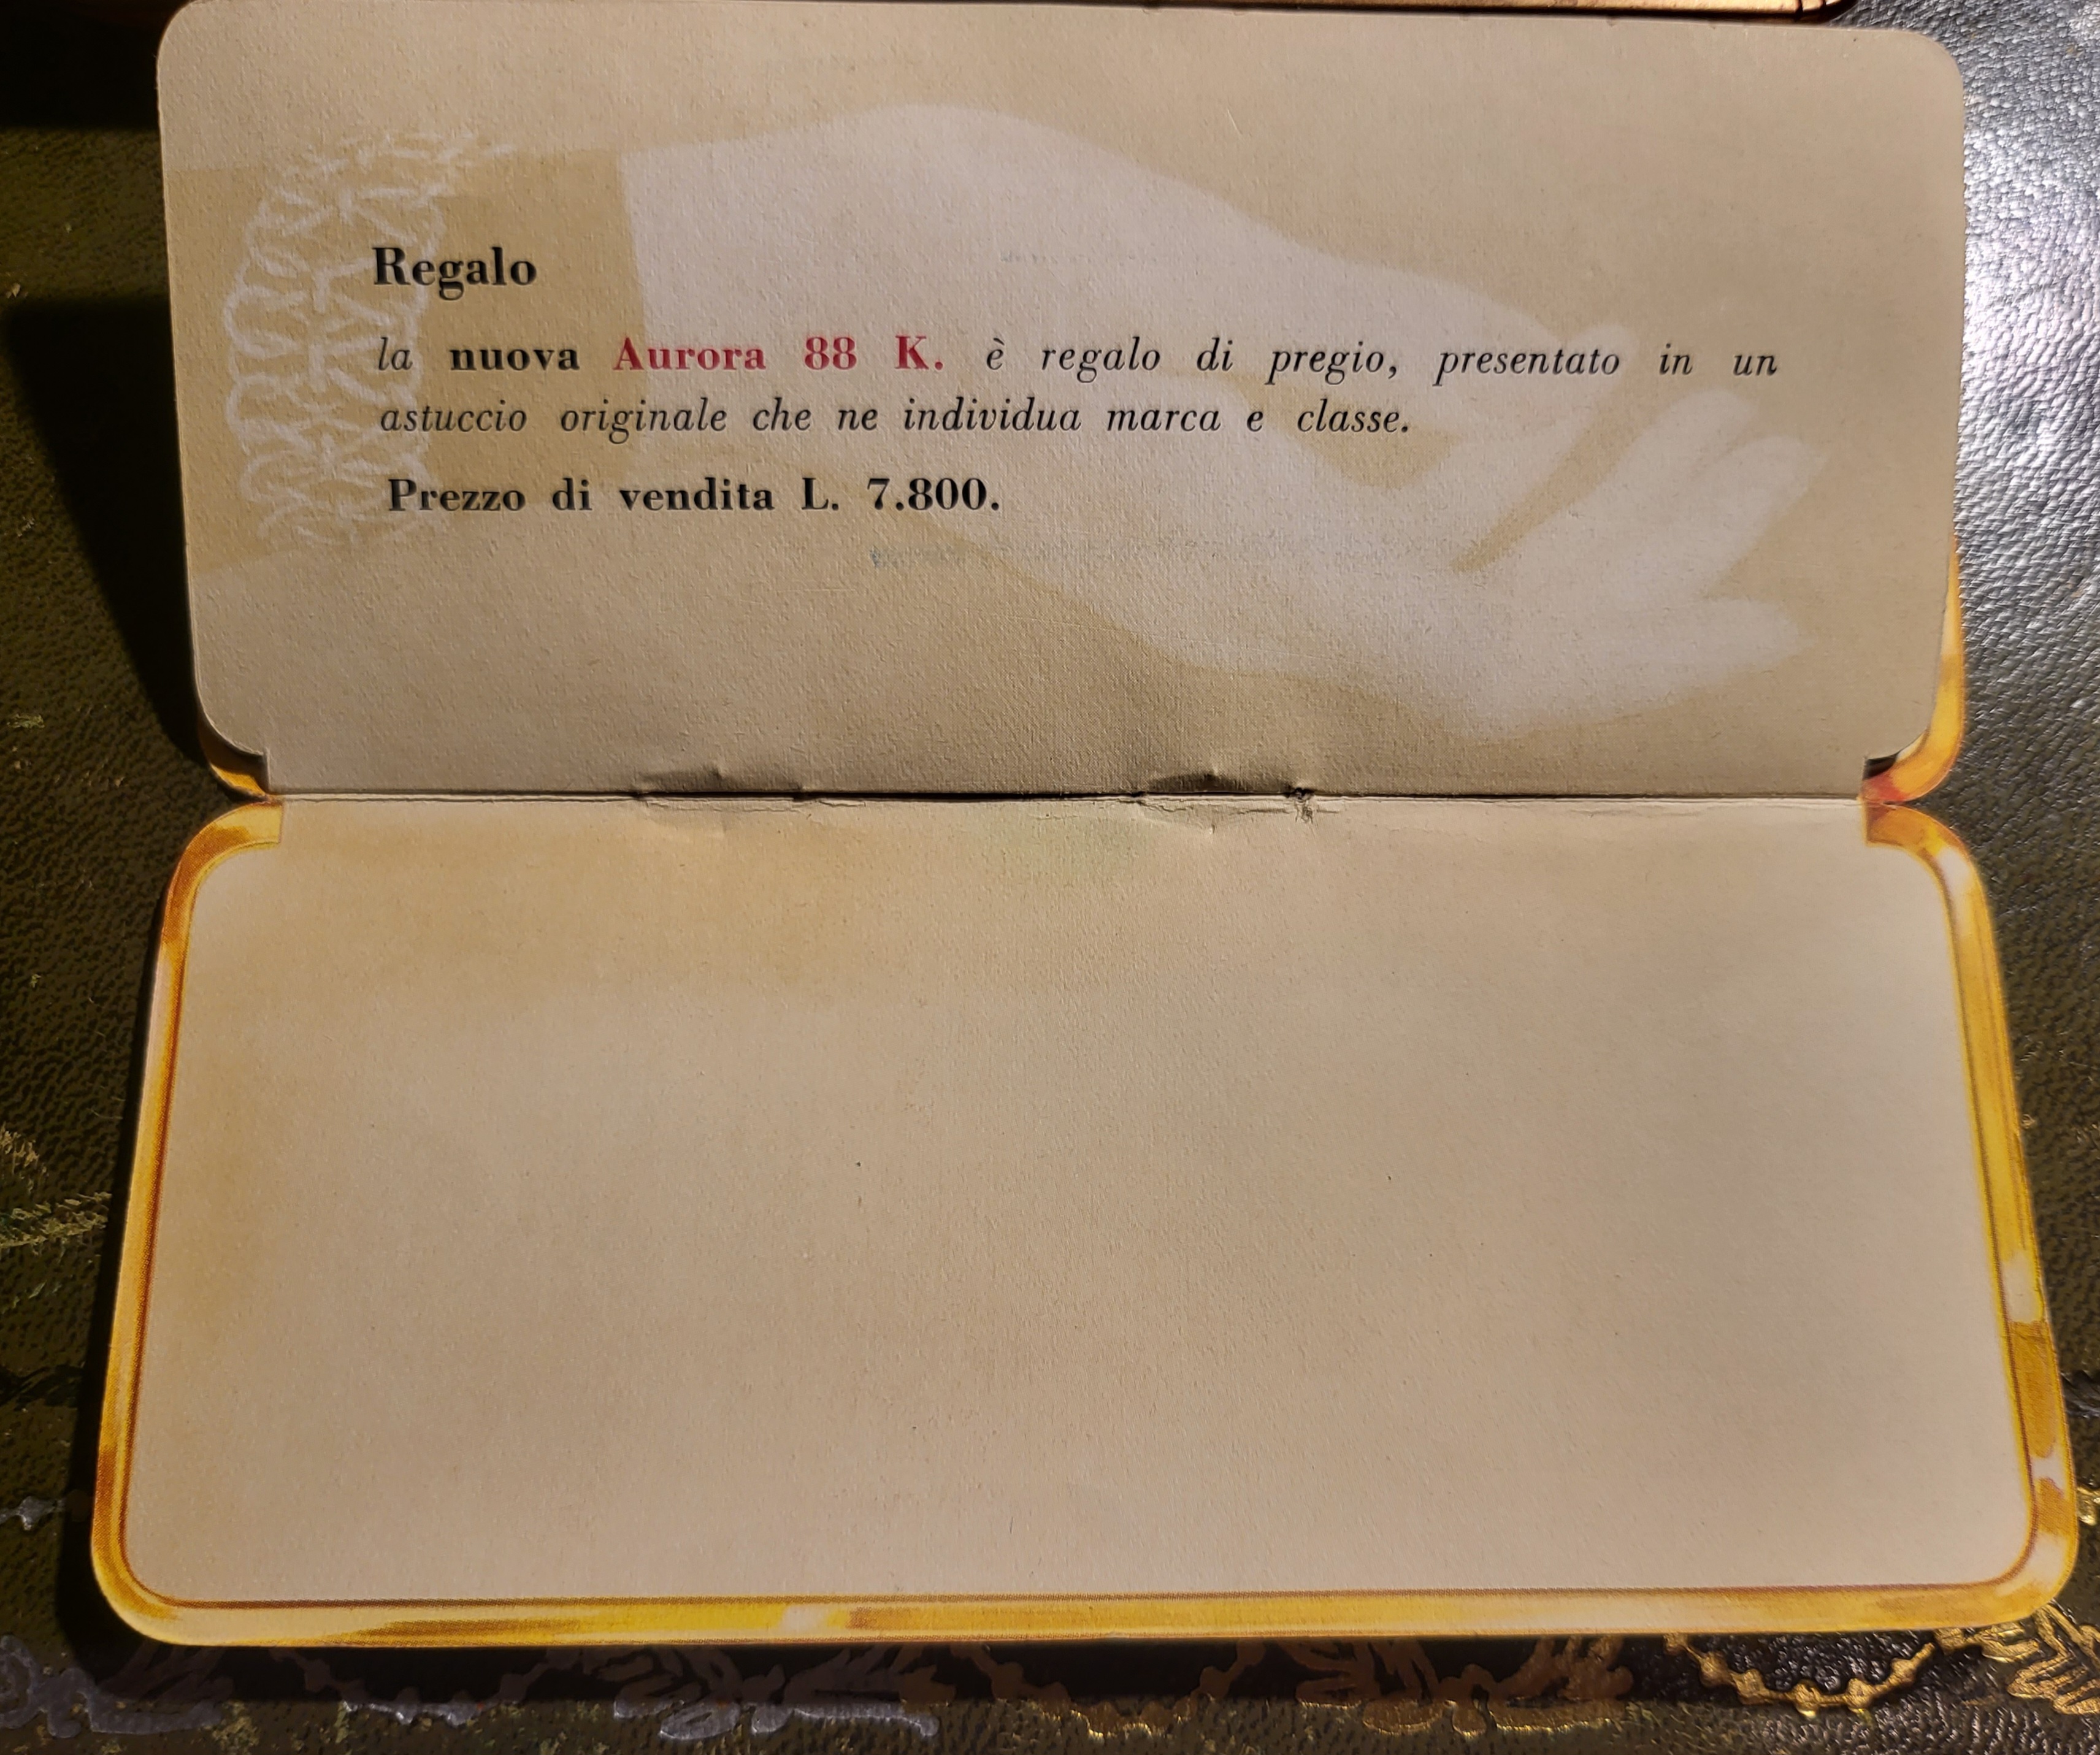 Regalo
la nuova Aurora 88 K. è regalo di pregio, presentato in un
astuccio originale che ne individua marca e classe.
Prezzo di vendita L. 7.800.